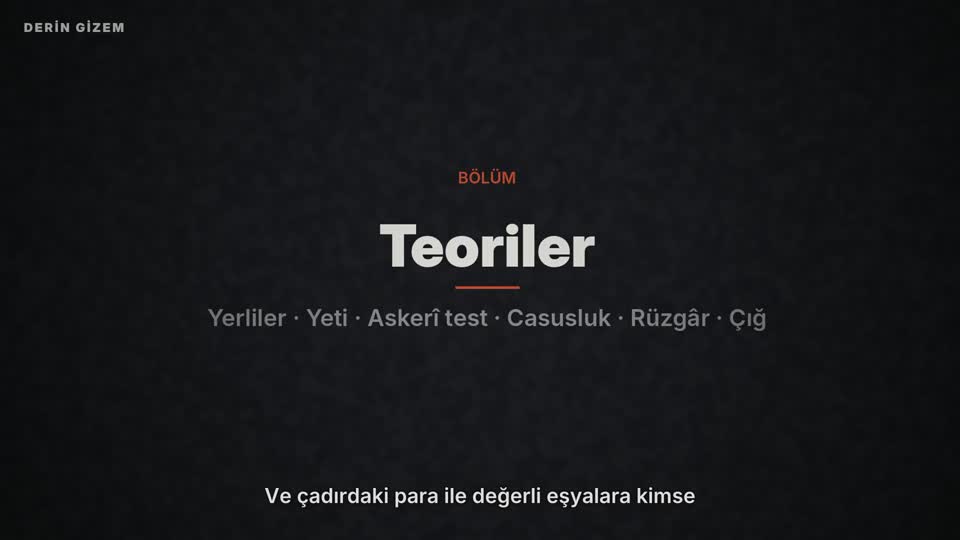 DERİN GİZEM
BÖLÜM
Teoriler
Yerliler · Yeti · Askerî test · Casusluk · Rüzgâr · Çığ
Ve çadırdaki para ile değerli eşyalara kimse